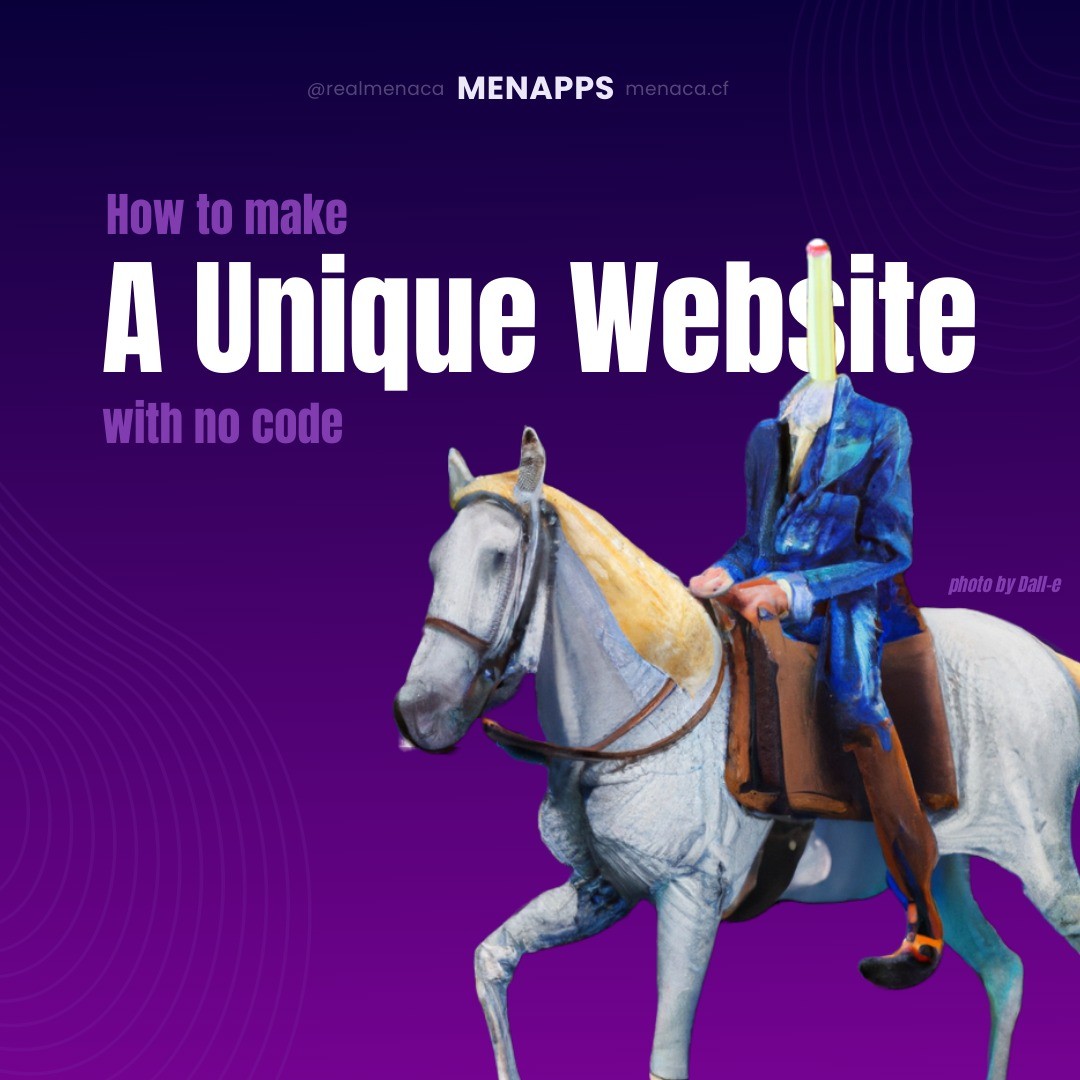 @realmenaca MENAPPS menaca.cf
How to make
A Unique Website
with no code
photo by Dall-e